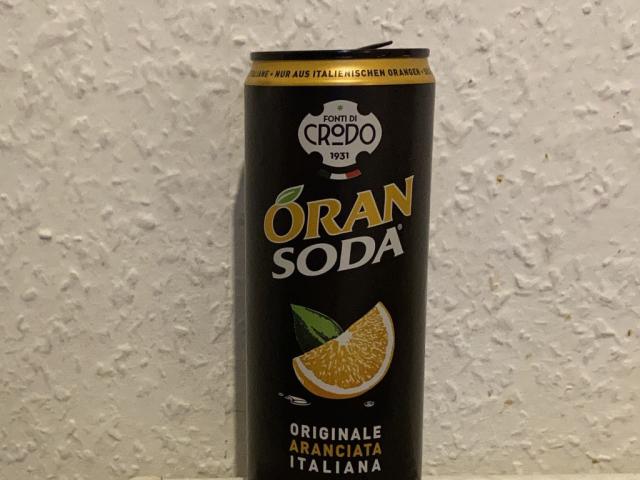 NUR AUS ITALIENISCHEN ORANGEN
FONTI DI
CRODO
1931
ORAN
SODA®
ORIGINALE
ARANCIATA
ITALIANA